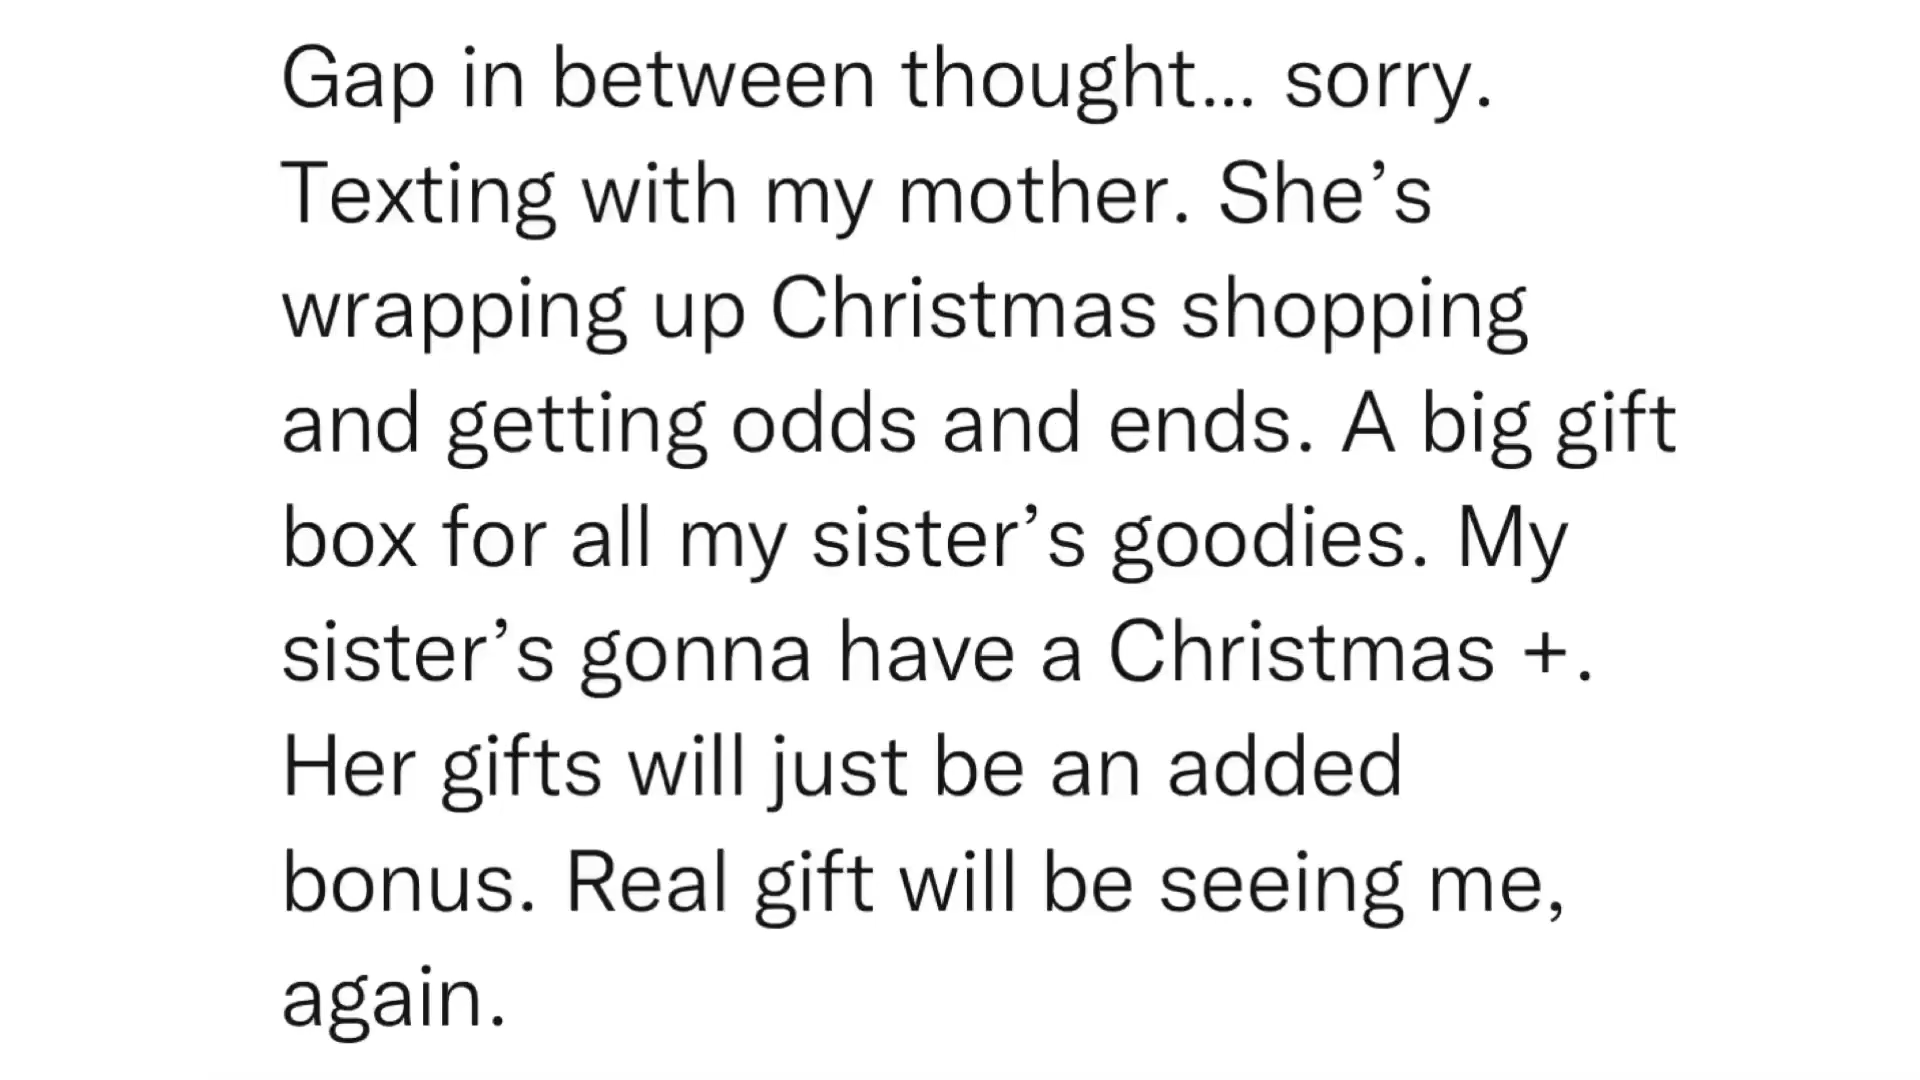 Gap in between thought... sorry.
Texting with my mother. She’s
wrapping up Christmas shopping
and getting odds and ends. A big gift
box for all my sister’s goodies. My
sister’s gonna have a Christmas +.
Her gifts will just be an added
bonus. Real gift will be seeing me,
again.